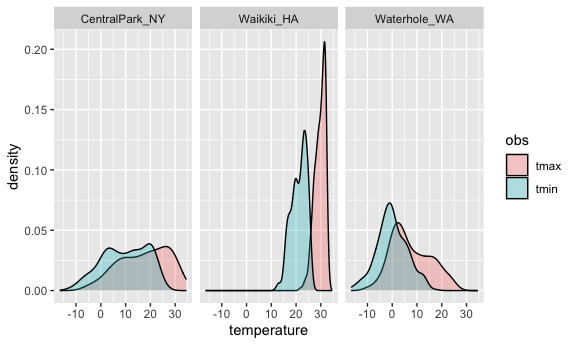 CentralPark_NY Waikiki_HA Waterhole_WA
0.20
0.15
0.10
0.05
0.00
density
-10 0 10 20 30 -10 0 10 20 30 -10 0 10 20 30
temperature
obs
tmax
tmin